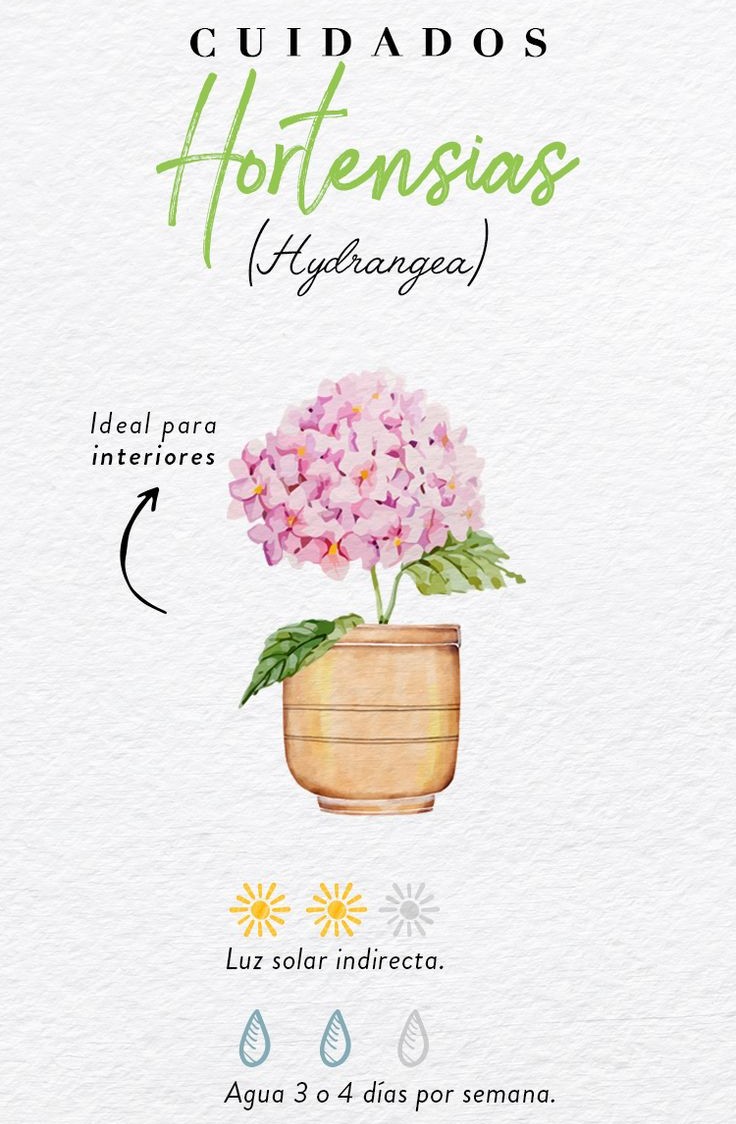 CUIDADOS
Hortensias
(Hydrangea)
Ideal para
interiores
Luz solar indirecta.
Agua 3 o 4 días por semana.